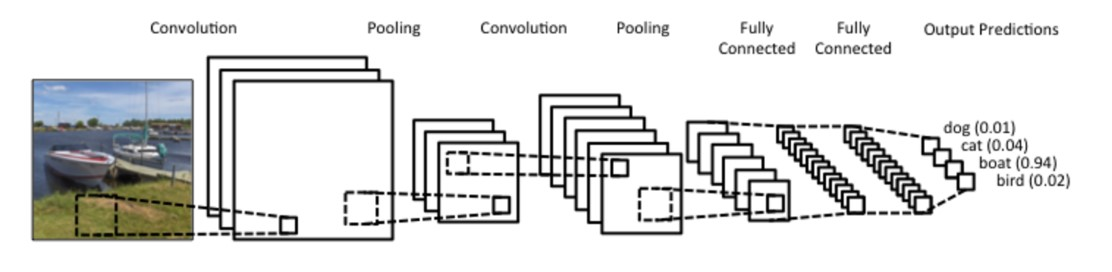 Convolution
Pooling
Convolution
Pooling
Fully
Connected
Fully
Connected
Output Predictions
dog (0.01)
cat (0.04)
boat (0.94)
bird (0.02)